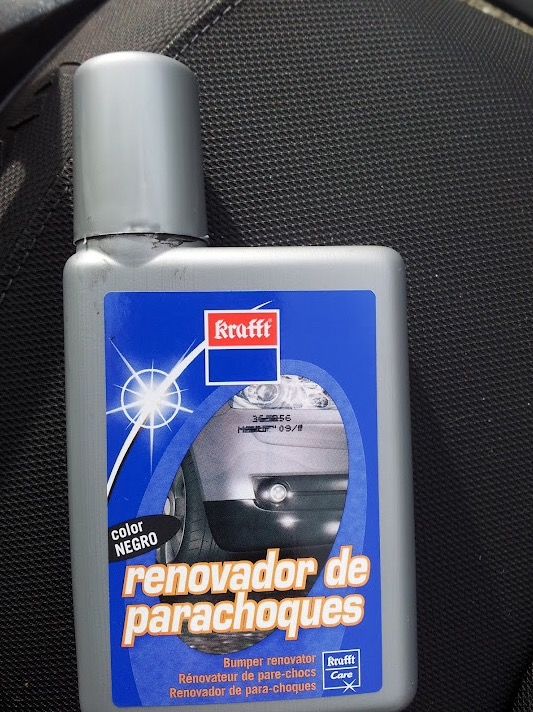 krafft
color
NEGRO
renovador de
parachoques
Bumper renovator
Rénovateur de pare-chocs
Renovador de para-choques
krafft
Care